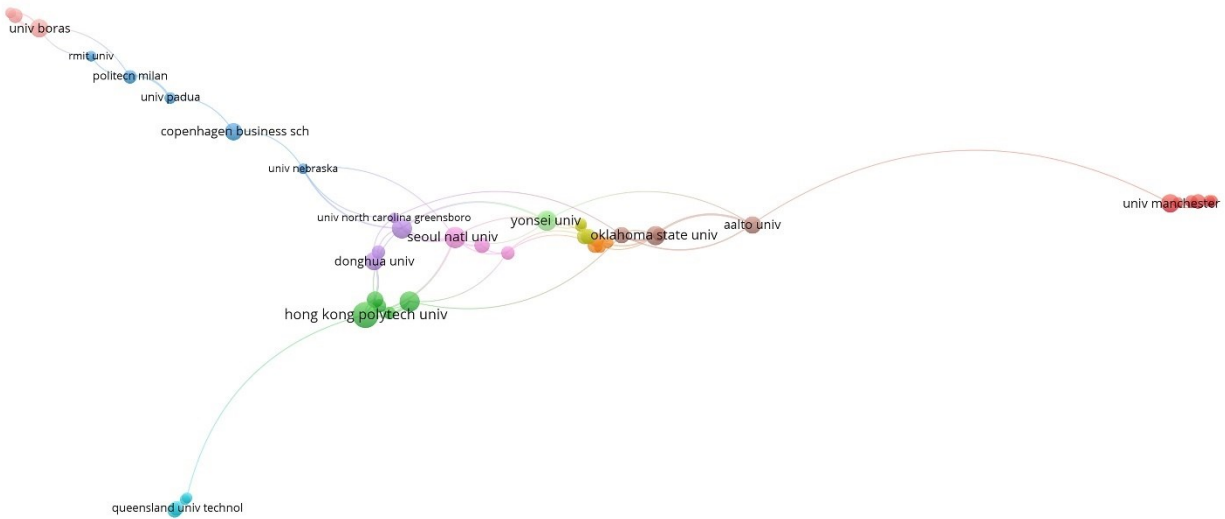 univ boras
rmit univ
politecn milan
univ padua
copenhagen business sch
univ nebraska
univ manchester
univ north carolina greensboro
yonsei univ
aalto univ
seoul natl univ
oklahoma state univ
donghua univ
hong kong polytech univ
queensland univ technol